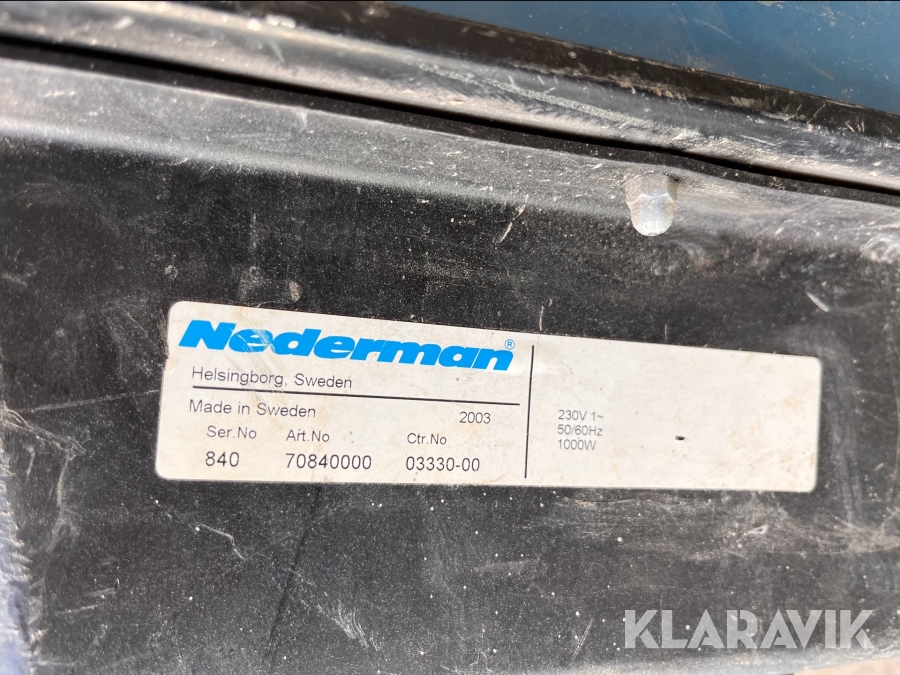 Nederman®
Helsingborg, Sweden
Made in Sweden 2003
Ser.No Art.No Ctr.No
840 70840000 03330-00
230V 1~
50/60Hz
1000W
KLARAVIK